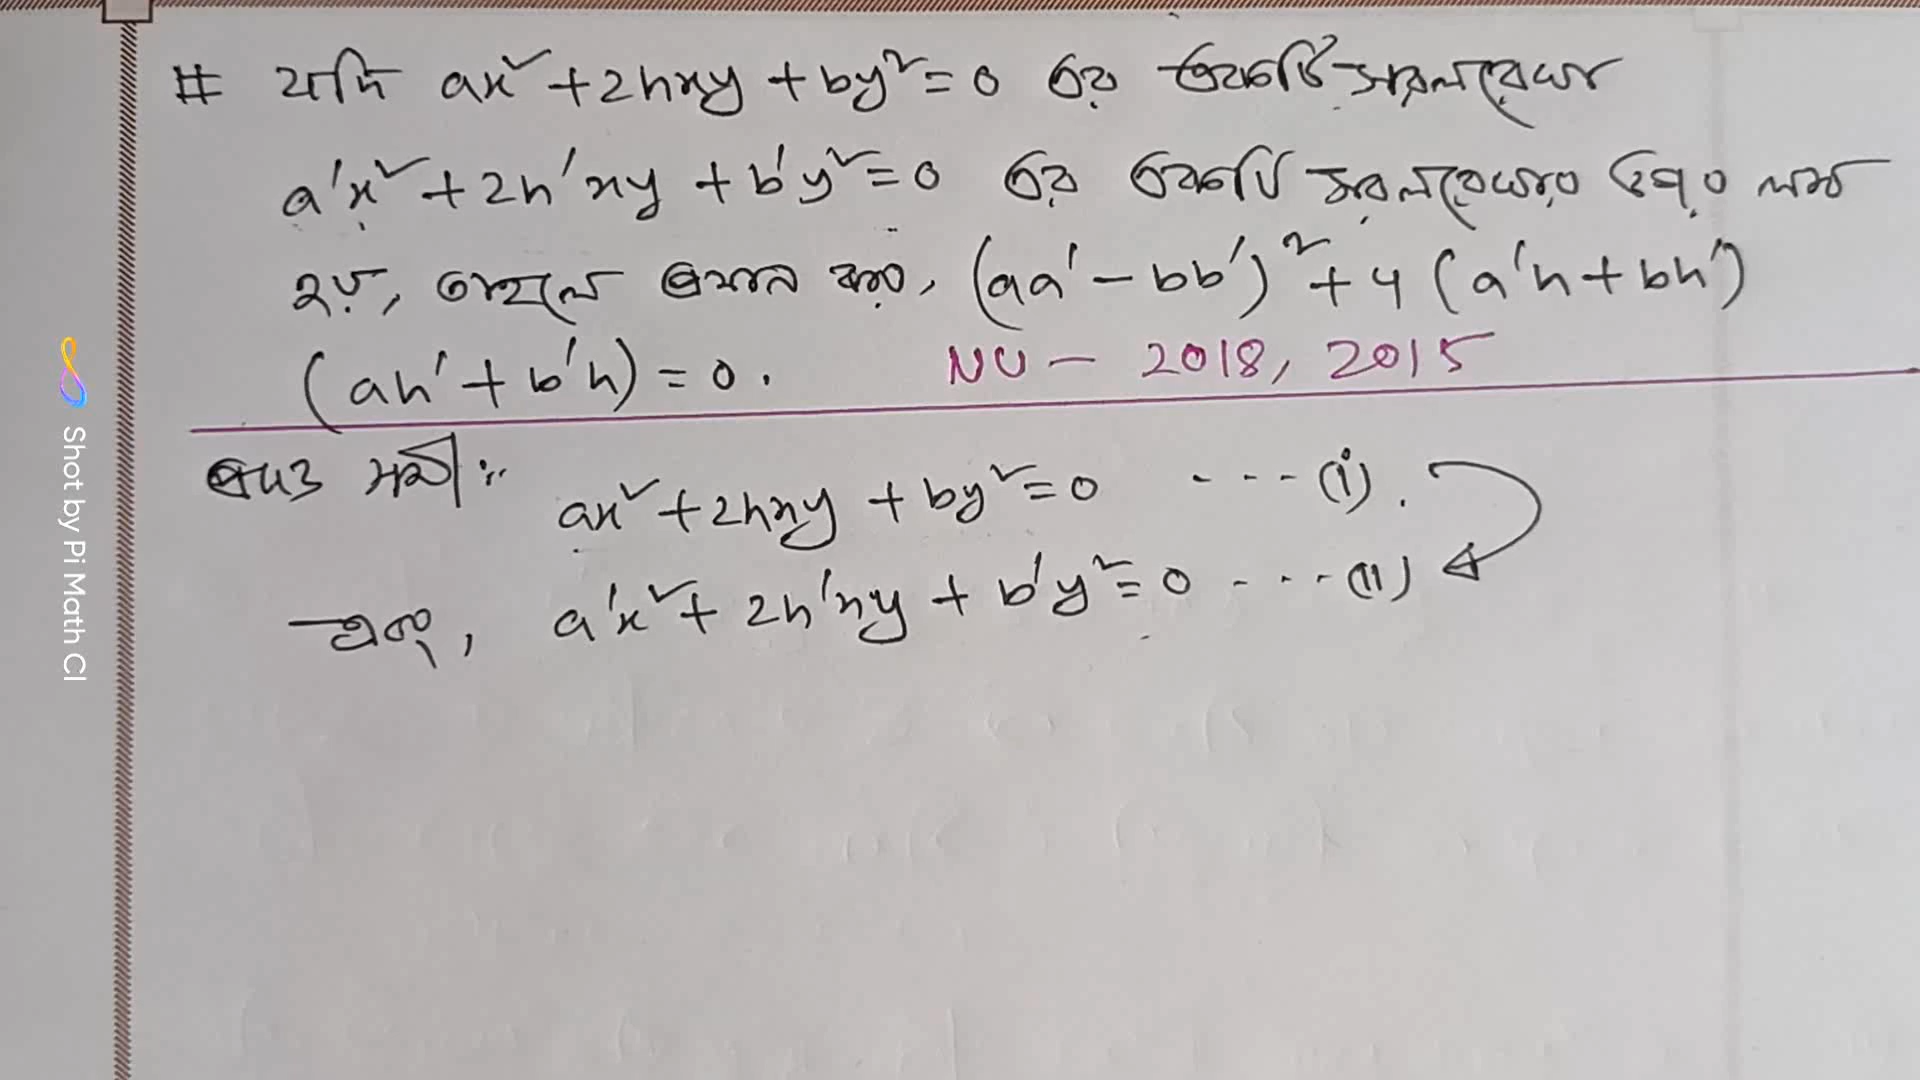 # যদি ax² + 2hxy + by² = 0 এর একটি সরলরেখা
a'x² + 2h'xy + b'y² = 0 এর একটি সরলরেখার উপর লম্ব
হয়, তাহলে প্রমাণ কর, (aa' - bb')² + 4 (a'h + bh')
(ah' + b'h) = 0.
NU - 2018, 2015
প্রদত্ত সমী:
ax² + 2hxy + by² = 0 ---- (i).
এবং, a'x² + 2h'xy + b'y² = 0 ---- (ii)
Shot by Pi Math Cl